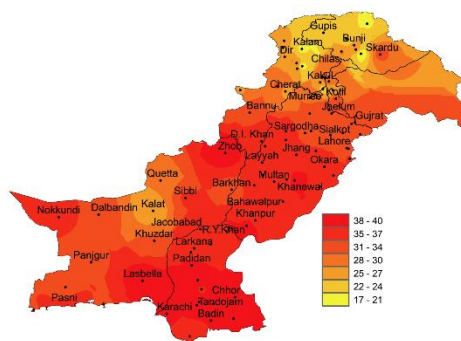 Gupis
Kalam
Bunji
Dir
Chilas
Skardu
Kakul
Cherat
Murree
Kotli
Jhelum
Bannu
Gujrat
Sargodha
Sialkot
D.I. Khan
Lahore
Zhob
Jhang
Layyah
Okara
Quetta
Multan
Barkhan
Khanewal
Sibbi
Bahawalpur
Dalbandin
Kalat
Nokkundi
Khanpur
Jacobabad
R.Y.Khan
Khuzdar
Larkana
Panjgur
Padidan
Lasbella
Pasni
Chhor
Karachi
Tandojam
Badin
38 - 40
35 - 37
31 - 34
28 - 30
25 - 27
22 - 24
17 - 21